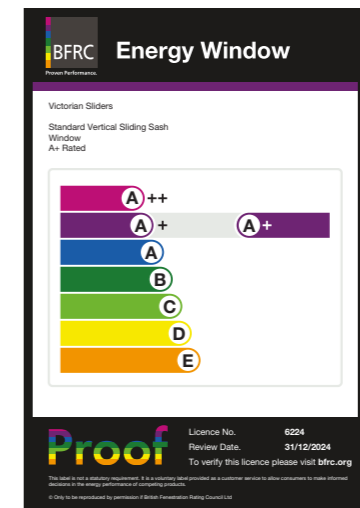 BFRC
Proven Performance.
Energy Window
Victorian Sliders
Standard Vertical Sliding Sash
Window
A+ Rated
A++
A+ A+
A
B
C
D
E
Proof
Licence No. 6224
Review Date. 31/12/2024
To verify this licence please visit bfrc.org
This label is not a statutory requirement. It is a voluntary label provided as a customer service to allow consumers to make informed
decisions in the energy performance of competing products.
© Only to be reproduced by permission if British Fenestration Rating Council Ltd